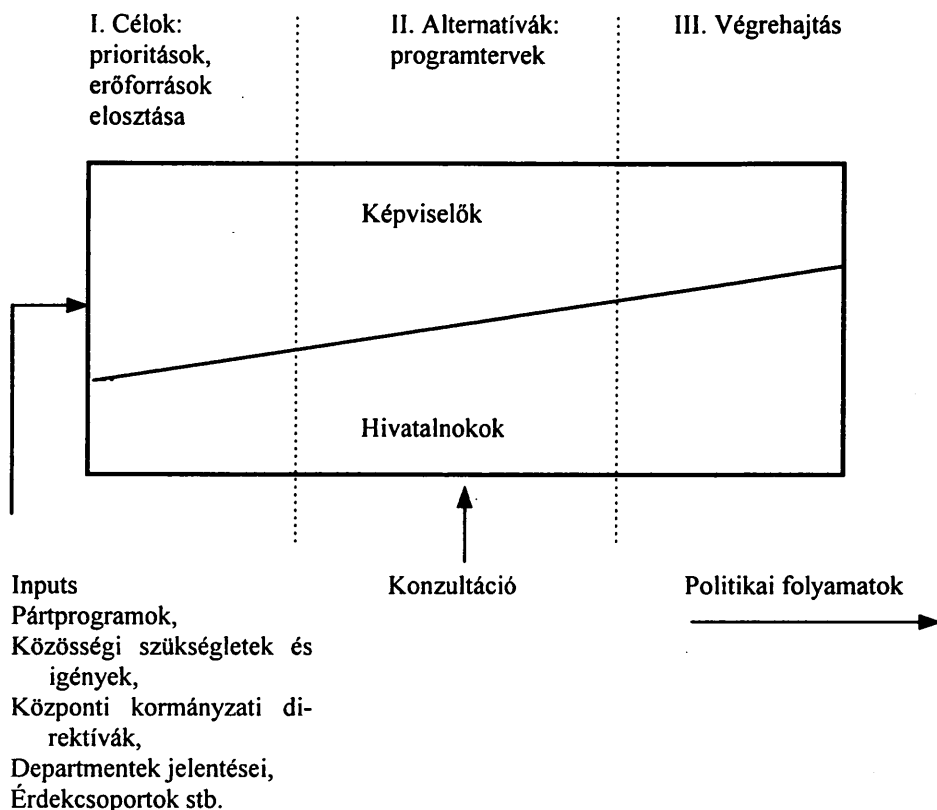 I. Célok:
prioritások,
erőforrások
elosztása
II. Alternatívák:
programtervek
III. Végrehajtás
Képviselők
Hivatalnokok
Inputs
Pártprogramok,
Közösségi szükségletek és
igények,
Központi kormányzati di-
rektívák,
Departmentek jelentései,
Érdekcsoportok stb.
Konzultáció
Politikai folyamatok